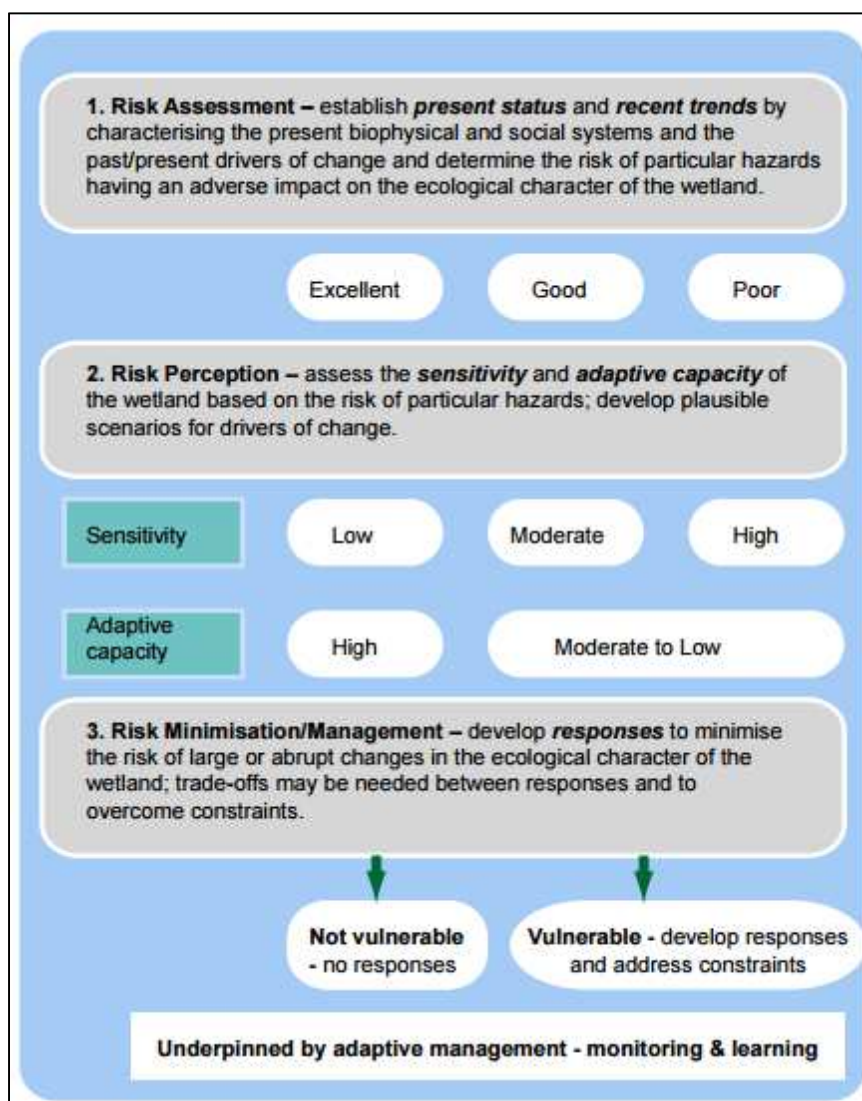 1. Risk Assessment – establish present status and recent trends by
characterising the present biophysical and social systems and the
past/present drivers of change and determine the risk of particular hazards
having an adverse impact on the ecological character of the wetland.
Excellent
Good
Poor
2. Risk Perception – assess the sensitivity and adaptive capacity of
the wetland based on the risk of particular hazards; develop plausible
scenarios for drivers of change.
Sensitivity
Low
Moderate
High
Adaptive
capacity
High
Moderate to Low
3. Risk Minimisation/Management – develop responses to minimise
the risk of large or abrupt changes in the ecological character of the
wetland; trade-offs may be needed between responses and to
overcome constraints.
Not vulnerable
- no responses
Vulnerable - develop responses
and address constraints
Underpinned by adaptive management - monitoring & learning